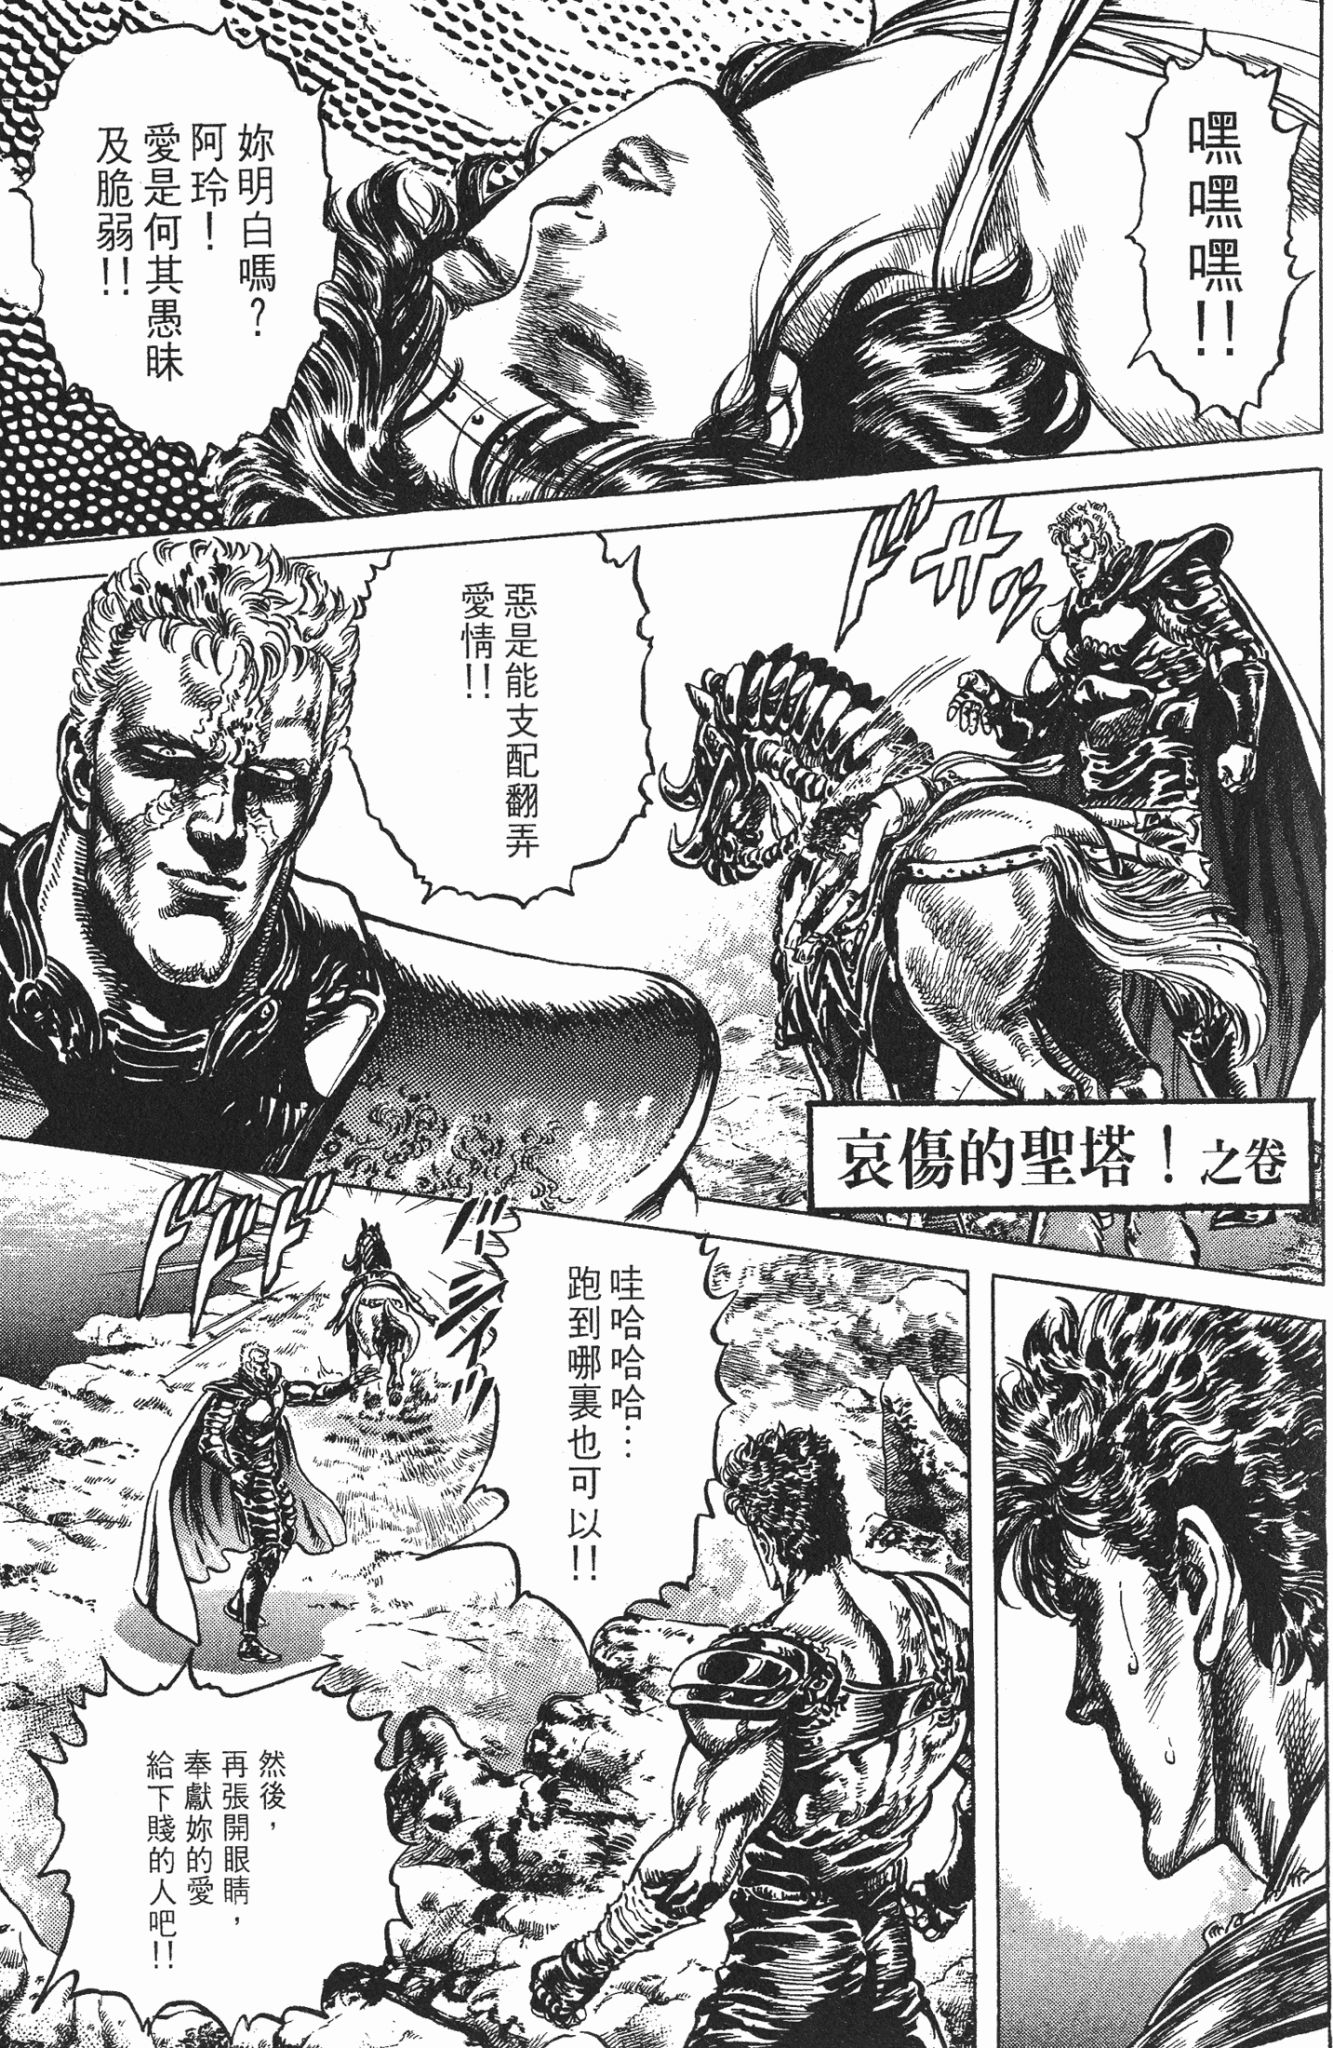 嘿嘿嘿!!
妳明白嗎?
阿玲!
愛是何其愚昧
及脆弱!!
ドサッ
惡是能支配翻弄
愛情!!
哀傷的聖塔!之卷
哇哈哈哈…
跑到哪裏也可以!!
ドドド
然後,
再張開眼睛,
奉獻妳的愛
給下賤的人吧!!